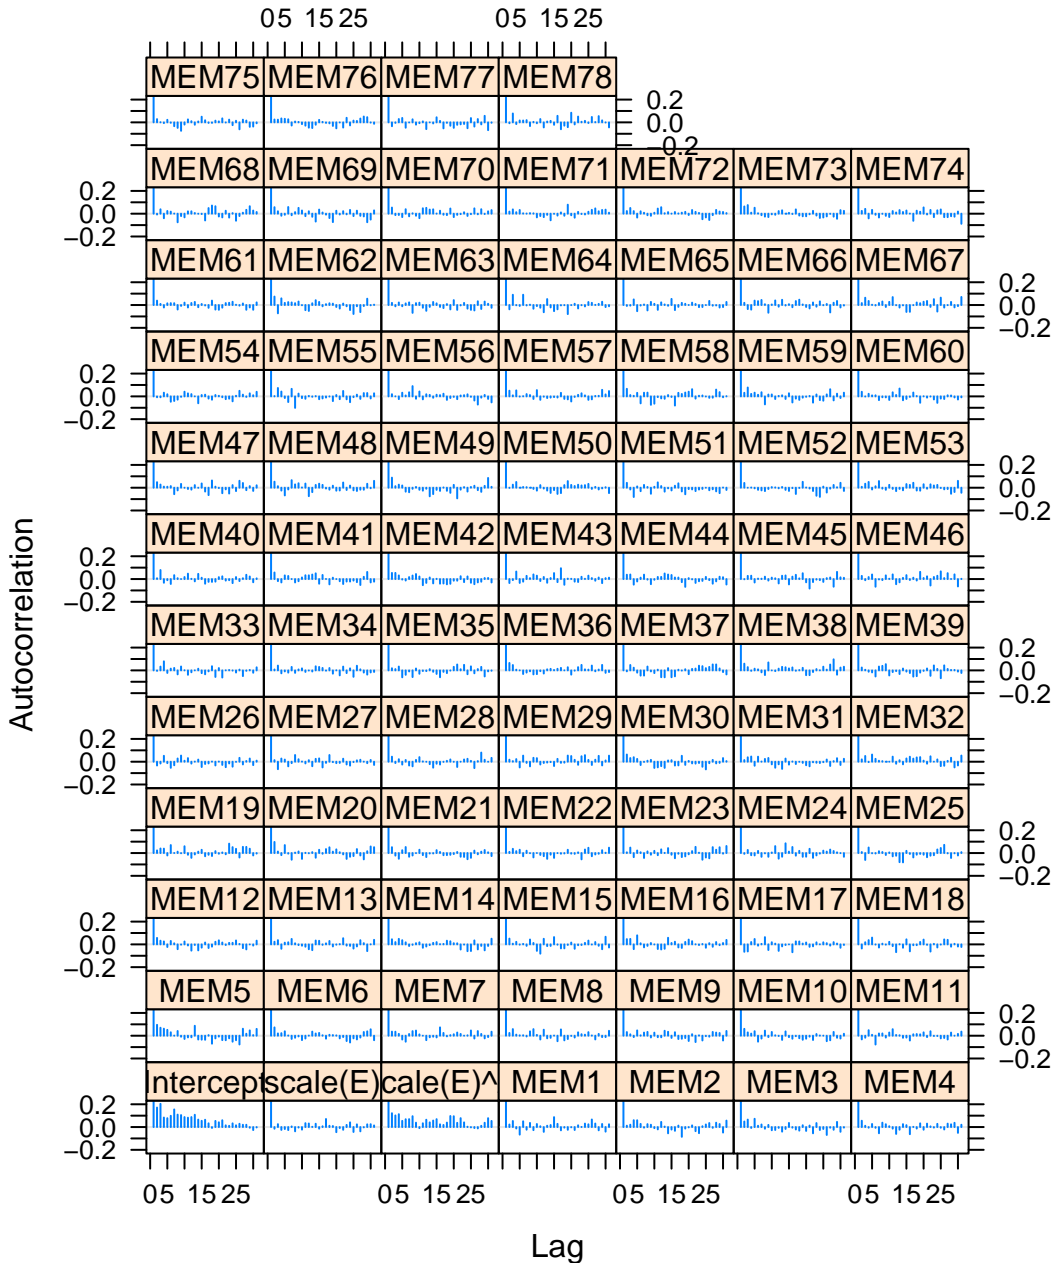 05 15 25 05 15 25
MEM75 MEM76 MEM77 MEM78
0.2
0.0
−0.2
MEM68 MEM69 MEM70 MEM71 MEM72 MEM73 MEM74
0.2
0.0
−0.2
MEM61 MEM62 MEM63 MEM64 MEM65 MEM66 MEM67
0.2
0.0
−0.2
MEM54 MEM55 MEM56 MEM57 MEM58 MEM59 MEM60
0.2
0.0
−0.2
MEM47 MEM48 MEM49 MEM50 MEM51 MEM52 MEM53
0.2
0.0
−0.2
MEM40 MEM41 MEM42 MEM43 MEM44 MEM45 MEM46
0.2
0.0
−0.2
MEM33 MEM34 MEM35 MEM36 MEM37 MEM38 MEM39
0.2
0.0
−0.2
MEM26 MEM27 MEM28 MEM29 MEM30 MEM31 MEM32
0.2
0.0
−0.2
MEM19 MEM20 MEM21 MEM22 MEM23 MEM24 MEM25
0.2
0.0
−0.2
MEM12 MEM13 MEM14 MEM15 MEM16 MEM17 MEM18
0.2
0.0
−0.2
MEM5 MEM6 MEM7 MEM8 MEM9 MEM10 MEM11
0.2
0.0
−0.2
Intercept scale(E) cale(E)^ MEM1 MEM2 MEM3 MEM4
0.2
0.0
−0.2
05 15 25 05 15 25 05 15 25 05 15 25
Autocorrelation
Lag